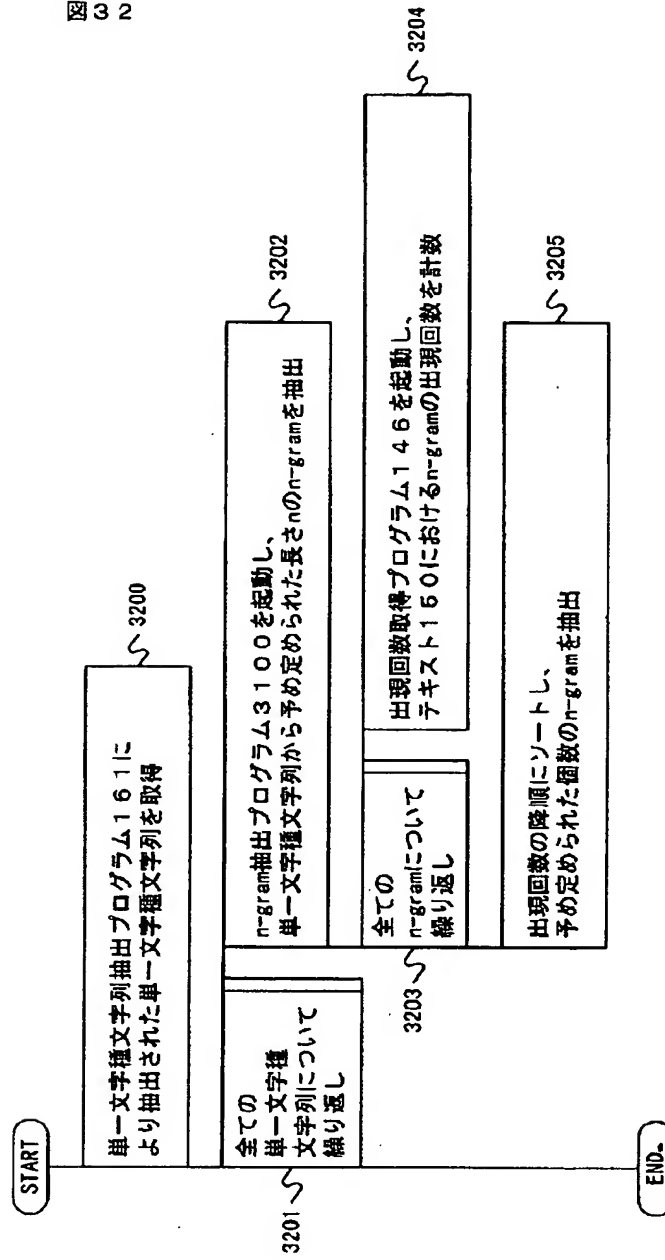 図32
START
3200
単一文字種文字列抽出プログラム161に
より抽出された単一文字種文字列を取得
3201
全ての
単一文字種
文字列について
繰り返し
3202
n-gram抽出プログラム3100を起動し、
単一文字種文字列から予め定められた長さnのn-gramを抽出
3203
全ての
n-gramについて
繰り返し
3204
出現回数取得プログラム146を起動し、
テキスト150におけるn-gramの出現回数を計数
3205
出現回数の降順にソートし、
予め定められた個数のn-gramを抽出
END